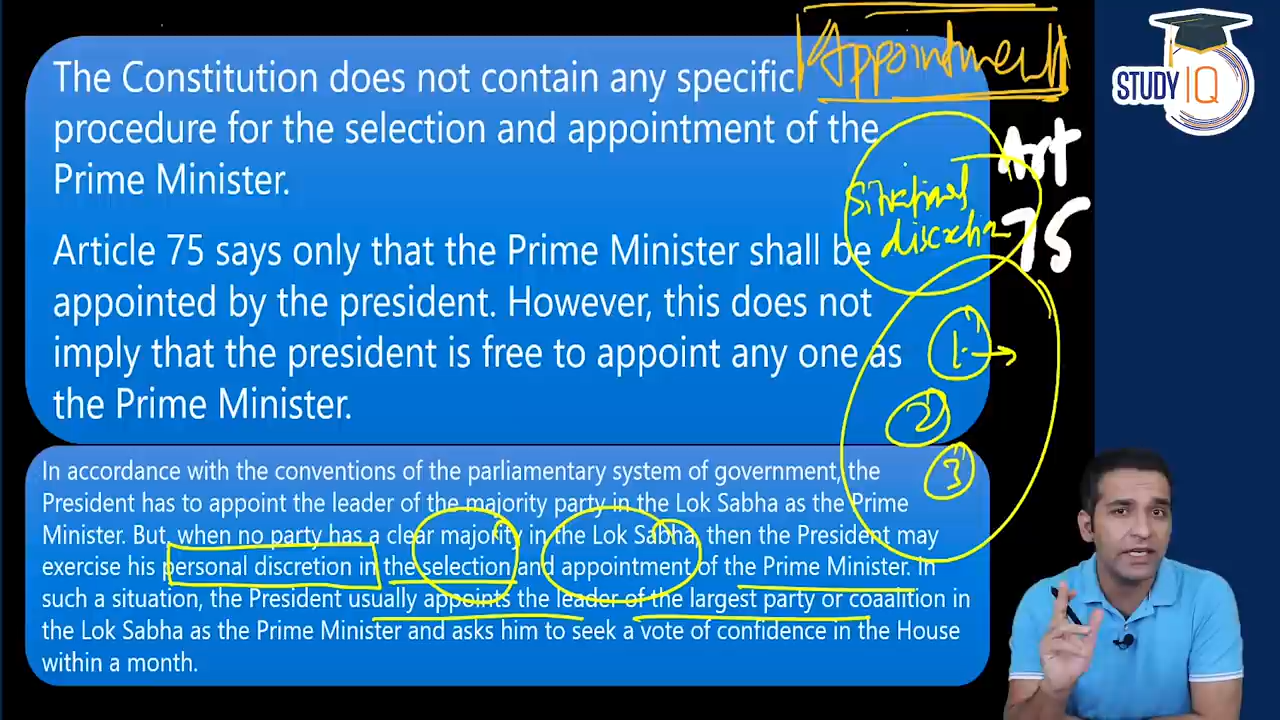 Appointment
The Constitution does not contain any specific
procedure for the selection and appointment of the
Prime Minister.
Article 75 says only that the Prime Minister shall be
appointed by the president. However, this does not
imply that the president is free to appoint any one as
the Prime Minister.
Art
75
situational
discretion
1
2
3
In accordance with the conventions of the parliamentary system of government, the
President has to appoint the leader of the majority party in the Lok Sabha as the Prime
Minister. But, when no party has a clear majority in the Lok Sabha, then the President may
exercise his personal discretion in the selection and appointment of the Prime Minister. In
such a situation, the President usually appoints the leader of the largest party or coaalition in
the Lok Sabha as the Prime Minister and asks him to seek a vote of confidence in the House
within a month.
STUDY IQ